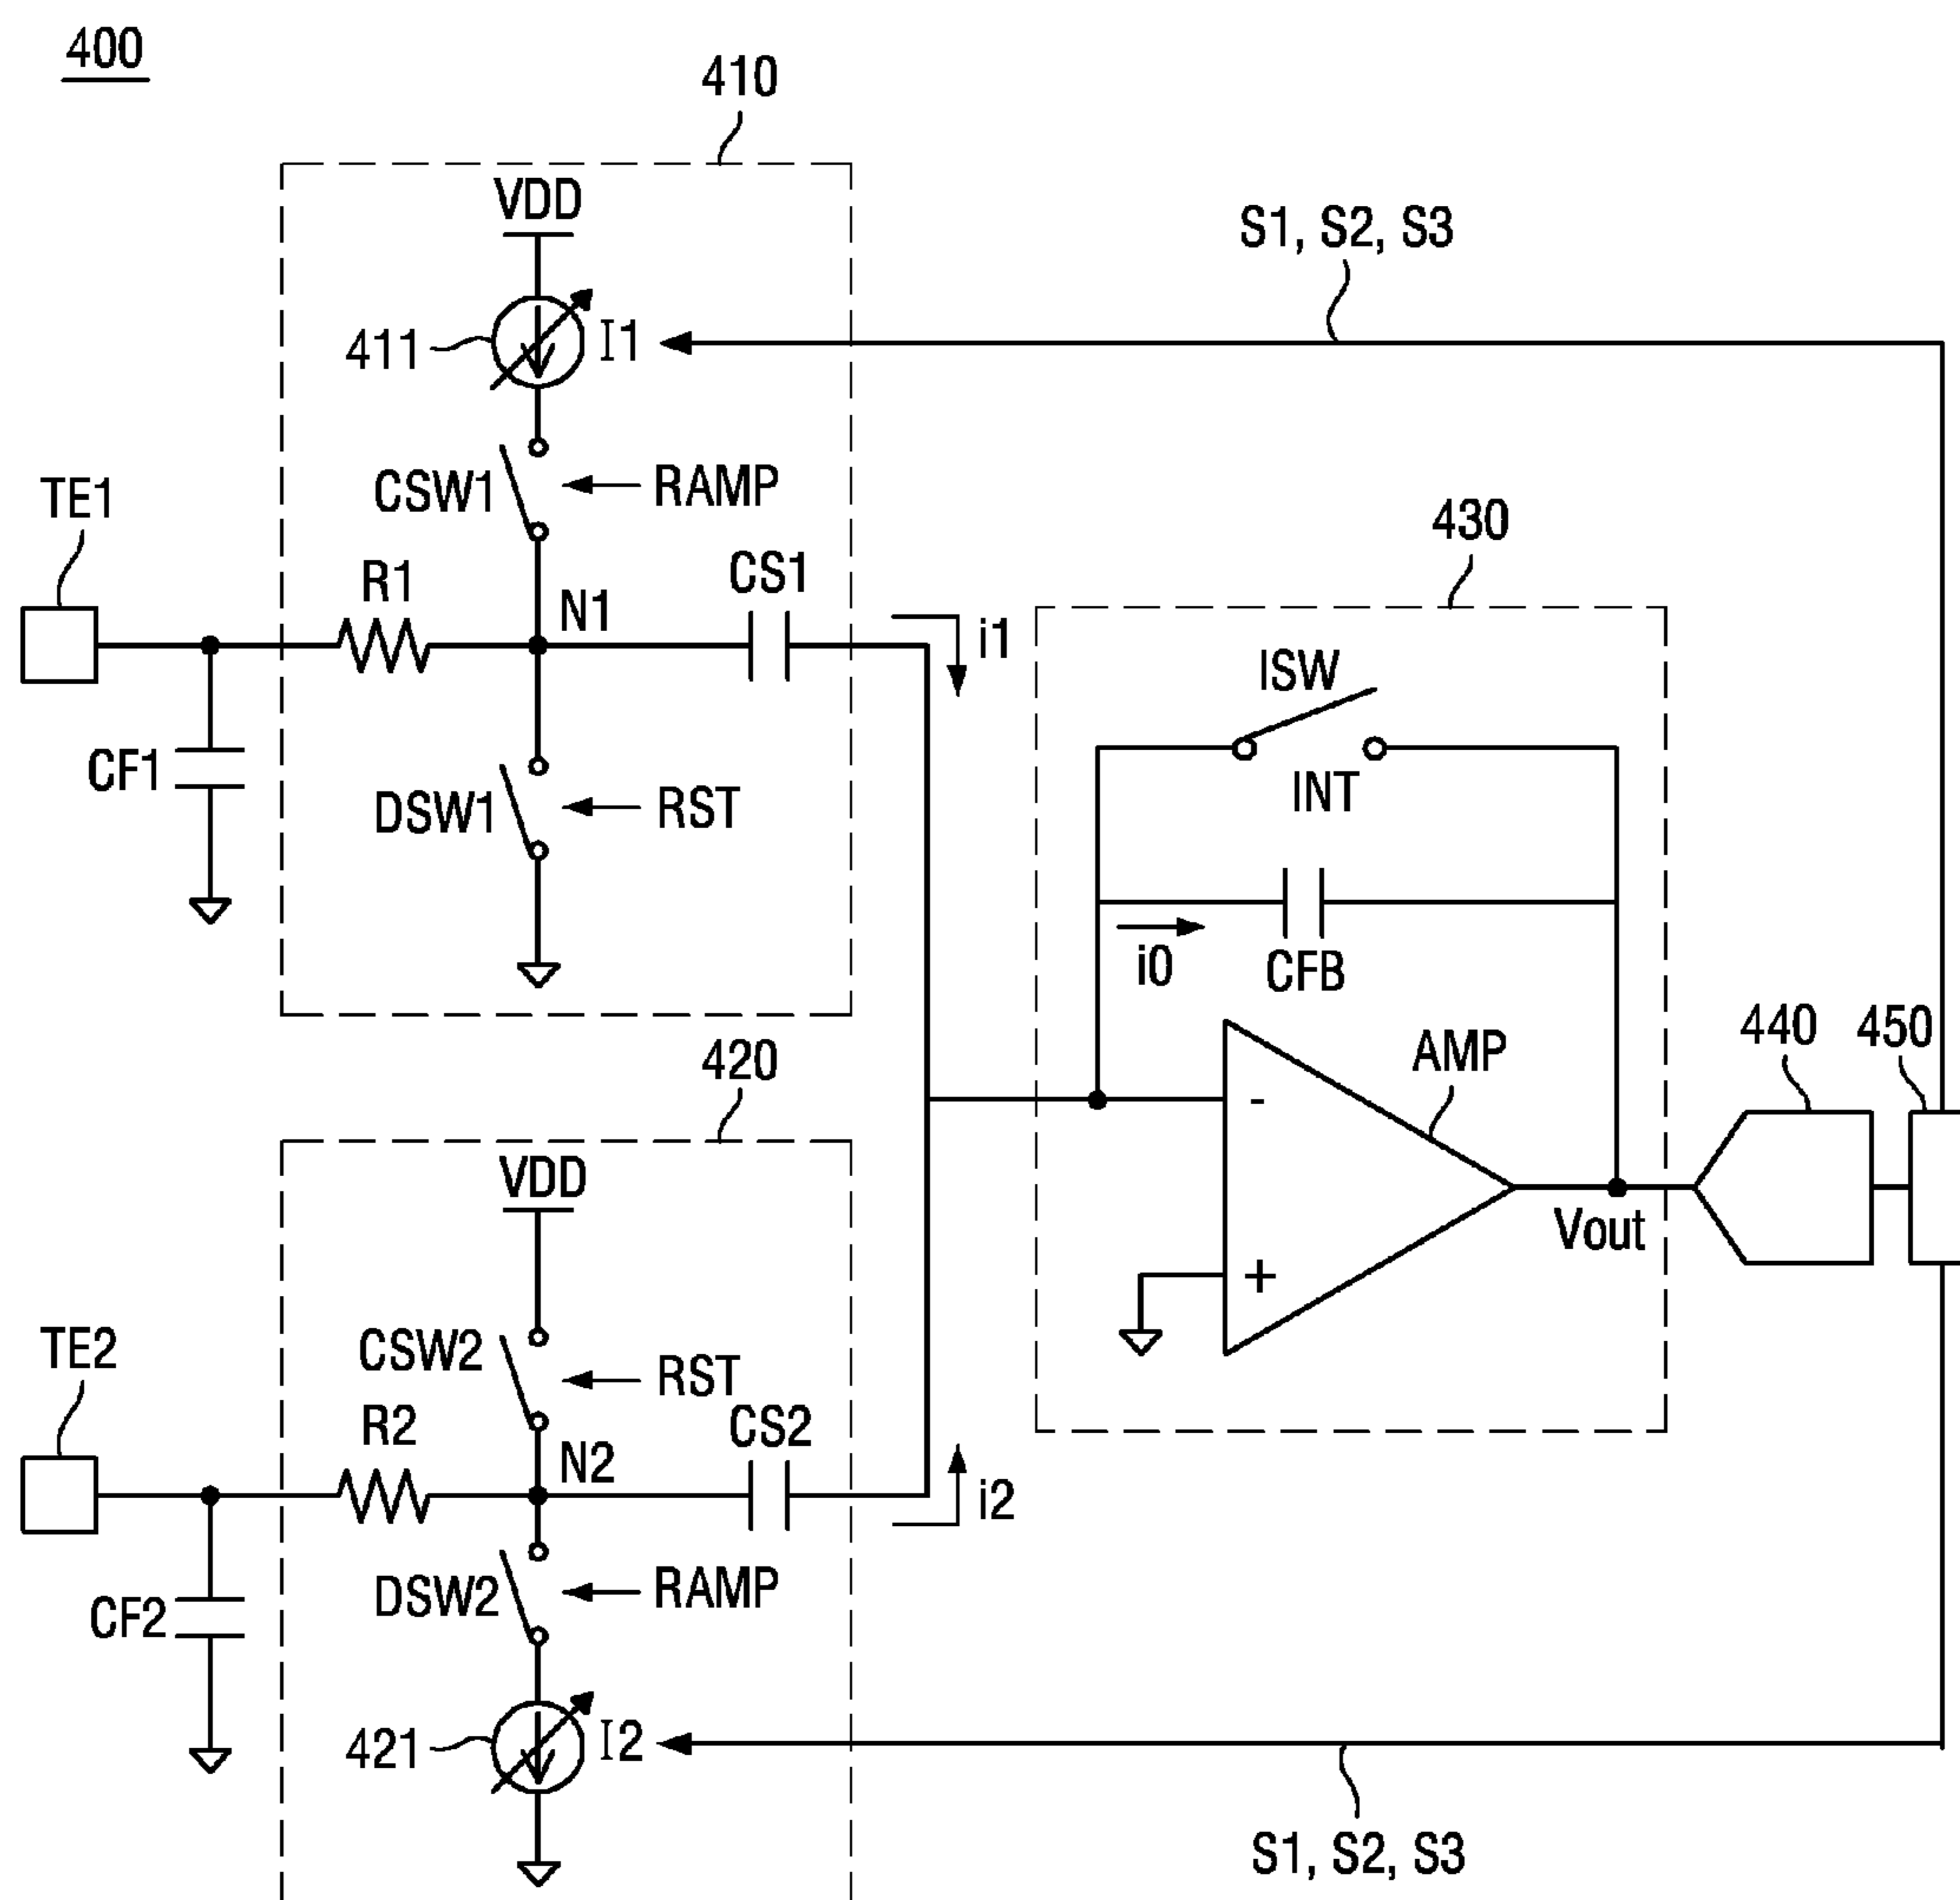 400
410
VDD
S1, S2, S3
411
I1
CSW1
RAMP
TE1
430
R1
N1
CS1
i1
ISW
CF1
DSW1
RST
INT
i0
CFB
420
440
450
AMP
VDD
-
Vout
+
TE2
CSW2
RST
R2
N2
CS2
i2
DSW2
RAMP
CF2
421
I2
S1, S2, S3